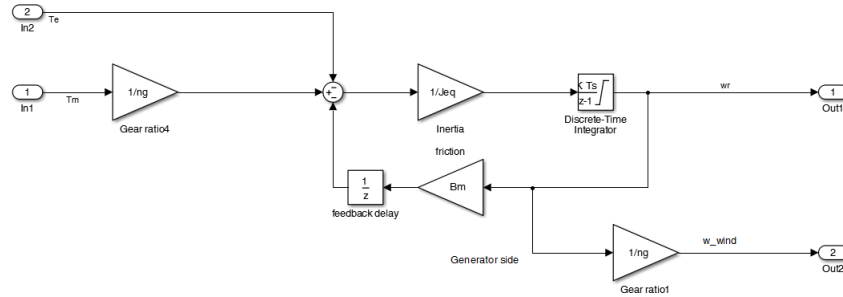 2
In2
Te
1
In1
Tm
1/ng
Gear ratio4
+
−
−
1/Jeq
Inertia
K Ts
z-1
Discrete-Time
Integrator
wr
1
Out1
friction
Bm
1
z
feedback delay
Generator side
1/ng
Gear ratio1
w_wind
2
Out2